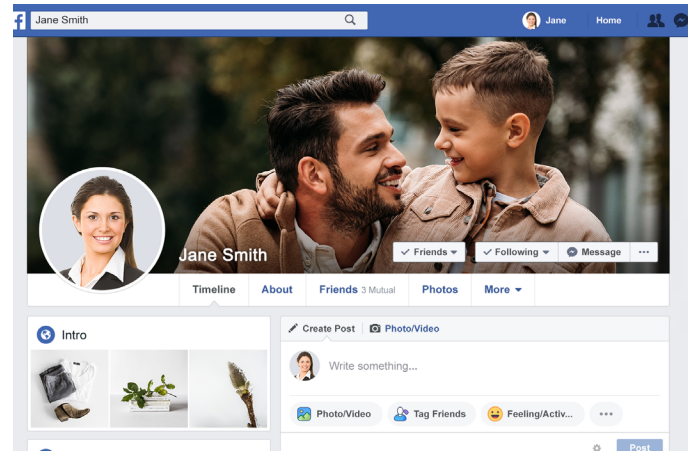 f Jane Smith Jane Home
Jane Smith Friends Following Message
Timeline About Friends 3 Mutual Photos More
Intro
Create Post Photo/Video
Write something...
Photo/Video Tag Friends Feeling/Activ...
Post